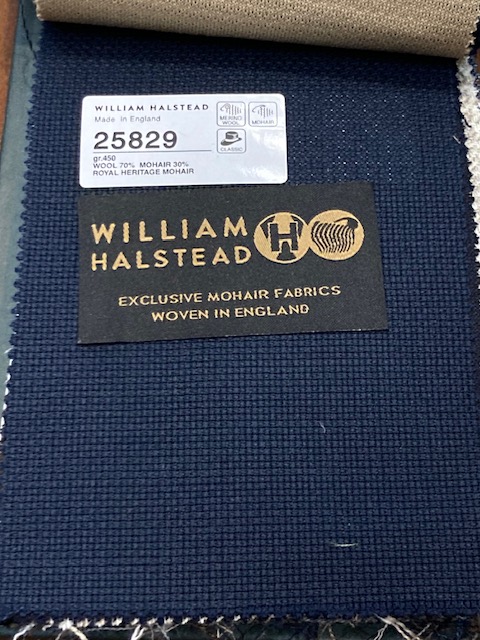 WILLIAM HALSTEAD
Made in England
MERINO
WOOL
MOHAIR
25829
CLASSIC
gr.450
WOOL 70% MOHAIR 30%
ROYAL HERITAGE MOHAIR
WILLIAM
HALSTEAD
H
EXCLUSIVE MOHAIR FABRICS
WOVEN IN ENGLAND